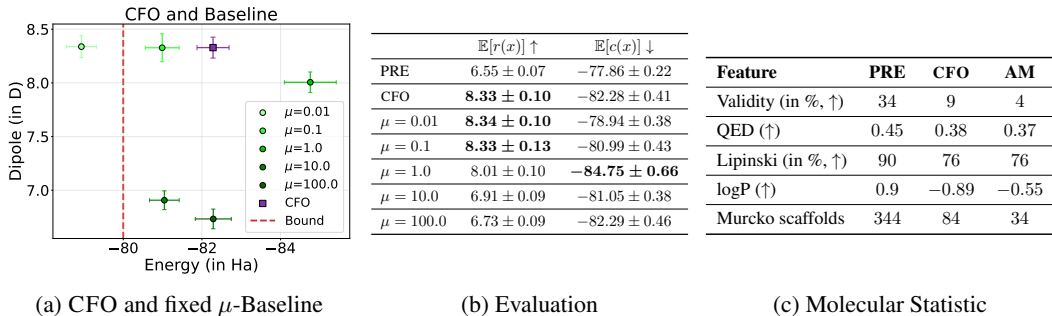 CFO and Baseline
Dipole (in D)
8.5
8.0
7.5
7.0
μ=0.01
μ=0.1
μ=1.0
μ=10.0
μ=100.0
CFO
Bound
−80 −82 −84
Energy (in Ha)
(a) CFO and fixed μ-Baseline
𝔼[r(x)] ↑ 𝔼[c(x)] ↓
PRE 6.55 ± 0.07 −77.86 ± 0.22
CFO 8.33 ± 0.10 −82.28 ± 0.41
μ = 0.01 8.34 ± 0.10 −78.94 ± 0.38
μ = 0.1 8.33 ± 0.13 −80.99 ± 0.43
μ = 1.0 8.01 ± 0.10 −84.75 ± 0.66
μ = 10.0 6.91 ± 0.09 −81.05 ± 0.38
μ = 100.0 6.73 ± 0.09 −82.29 ± 0.46
(b) Evaluation
Feature PRE CFO AM
Validity (in %, ↑) 34 9 4
QED (↑) 0.45 0.38 0.37
Lipinski (in %, ↑) 90 76 76
logP (↑) 0.9 −0.89 −0.55
Murcko scaffolds 344 84 34
(c) Molecular Statistic